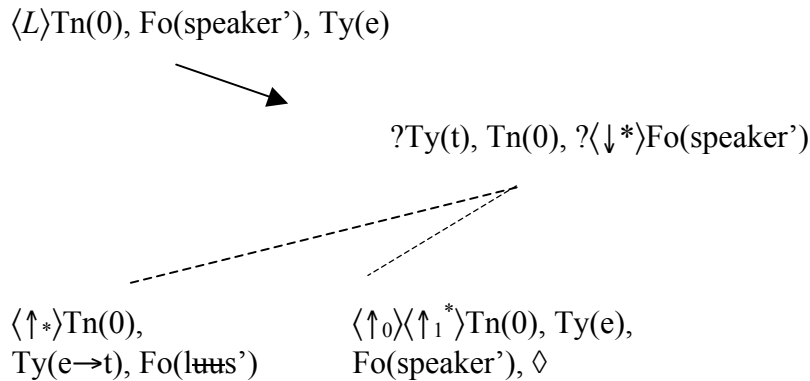 ⟨L⟩Tn(0), Fo(speaker’), Ty(e)
?Ty(t), Tn(0), ?⟨↓*⟩Fo(speaker’)
⟨↑*⟩Tn(0),
Ty(e→t), Fo(lʉʉs’)
⟨↑₀⟩⟨↑₁*⟩Tn(0), Ty(e),
Fo(speaker’), ◊